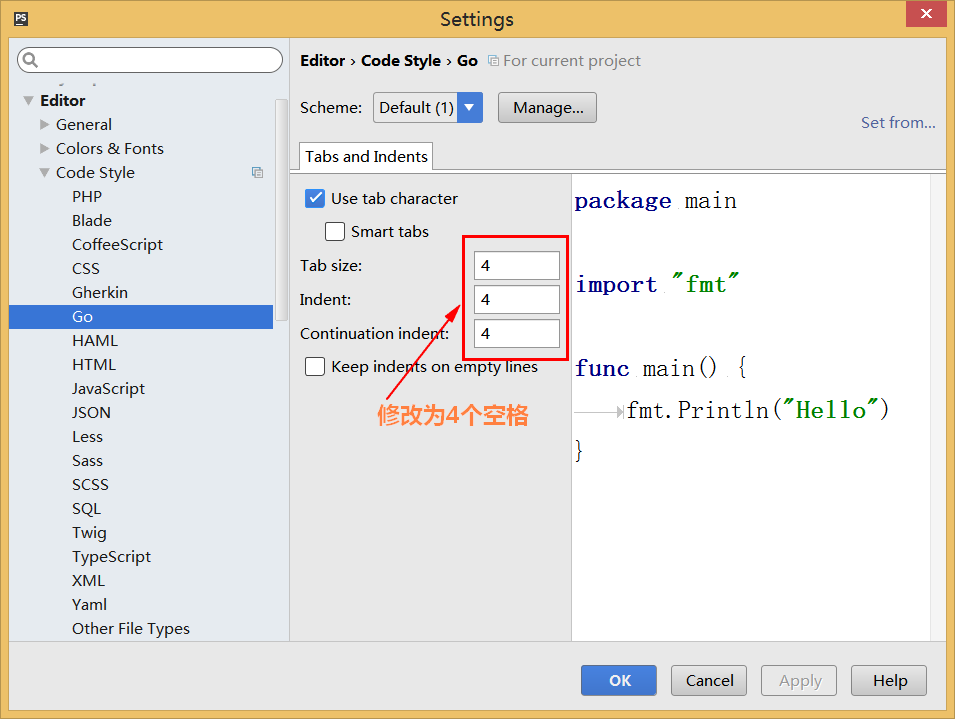 PS
Settings
Editor
General
Colors & Fonts
Code Style
PHP
Blade
CoffeeScript
CSS
Gherkin
Go
HAML
HTML
JavaScript
JSON
Less
Sass
SCSS
SQL
Twig
TypeScript
XML
Yaml
Other File Types
Editor › Code Style › Go For current project
Scheme: Default (1) Manage...
Set from...
Tabs and Indents
Use tab character
Smart tabs
Tab size: 4
Indent: 4
Continuation indent: 4
Keep indents on empty lines
修改为4个空格
package main
import "fmt"
func main() {
fmt.Println("Hello")
}
OK Cancel Apply Help